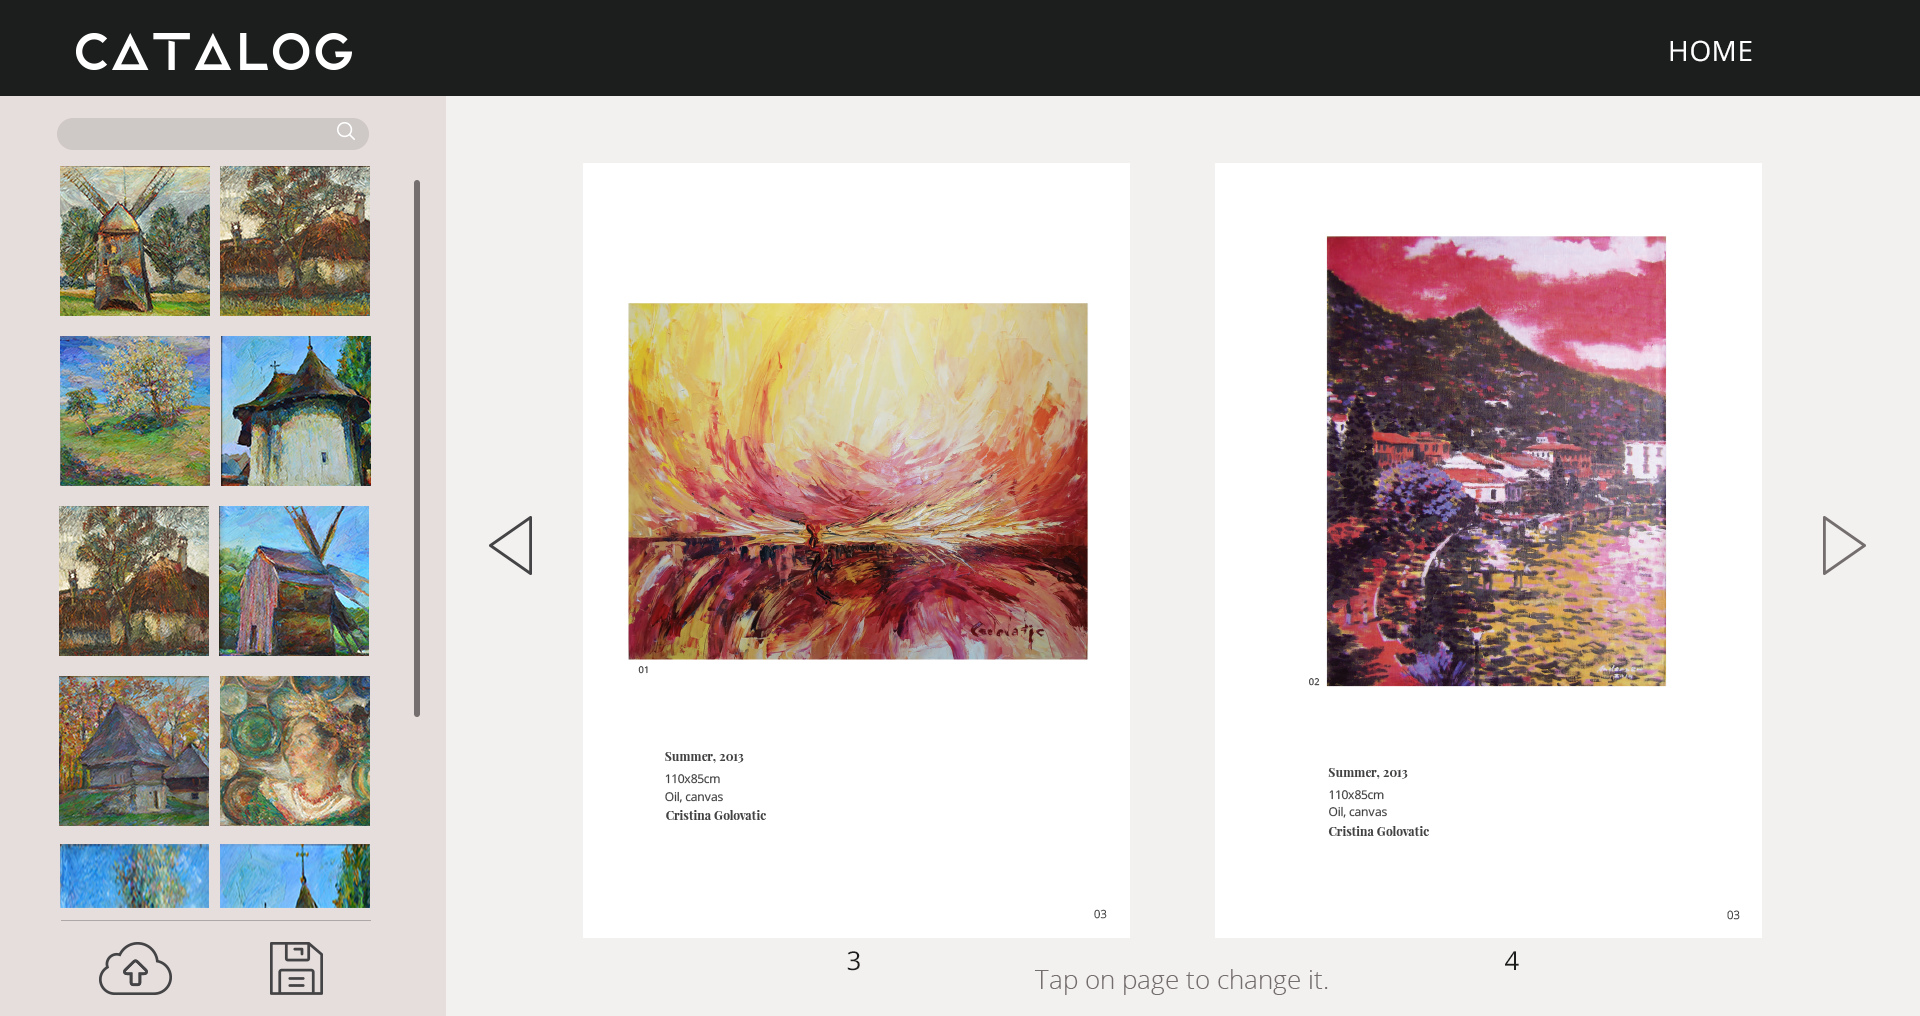 CATALOG
HOME
01
Summer, 2013
110x85cm
Oil, canvas
Cristina Golovatic
03
3
02
Summer, 2013
110x85cm
Oil, canvas
Cristina Golovatic
03
4
Tap on page to change it.